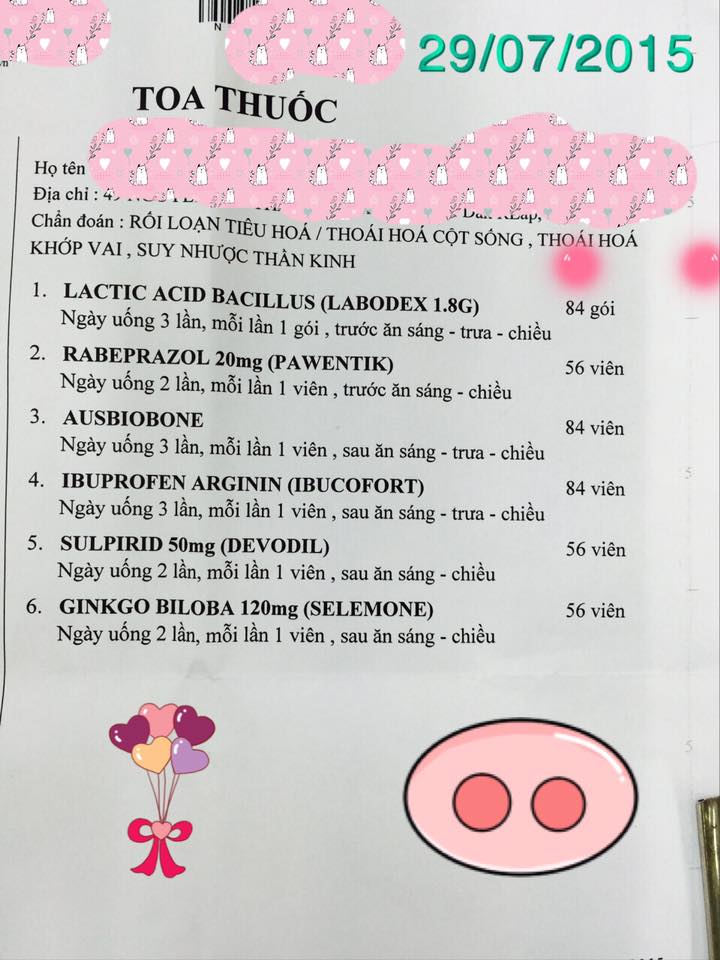 N
29/07/2015
TOA THUỐC
Họ tên
Địa chỉ : 49
Chẩn đoán : RỐI LOẠN TIÊU HOÁ / THOÁI HOÁ CỘT SỐNG , THOÁI HOÁ
KHỚP VAI , SUY NHƯỢC THẦN KINH
1. LACTIC ACID BACILLUS (LABODEX 1.8G) 84 gói
Ngày uống 3 lần, mỗi lần 1 gói , trước ăn sáng - trưa - chiều
2. RABEPRAZOL 20mg (PAWENTIK) 56 viên
Ngày uống 2 lần, mỗi lần 1 viên , trước ăn sáng - chiều
3. AUSBIOBONE 84 viên
Ngày uống 3 lần, mỗi lần 1 viên , sau ăn sáng - trưa - chiều
4. IBUPROFEN ARGININ (IBUCOFORT) 84 viên
Ngày uống 3 lần, mỗi lần 1 viên , sau ăn sáng - trưa - chiều
5. SULPIRID 50mg (DEVODIL) 56 viên
Ngày uống 2 lần, mỗi lần 1 viên , sau ăn sáng - chiều
6. GINKGO BILOBA 120mg (SELEMONE) 56 viên
Ngày uống 2 lần, mỗi lần 1 viên , sau ăn sáng - chiều